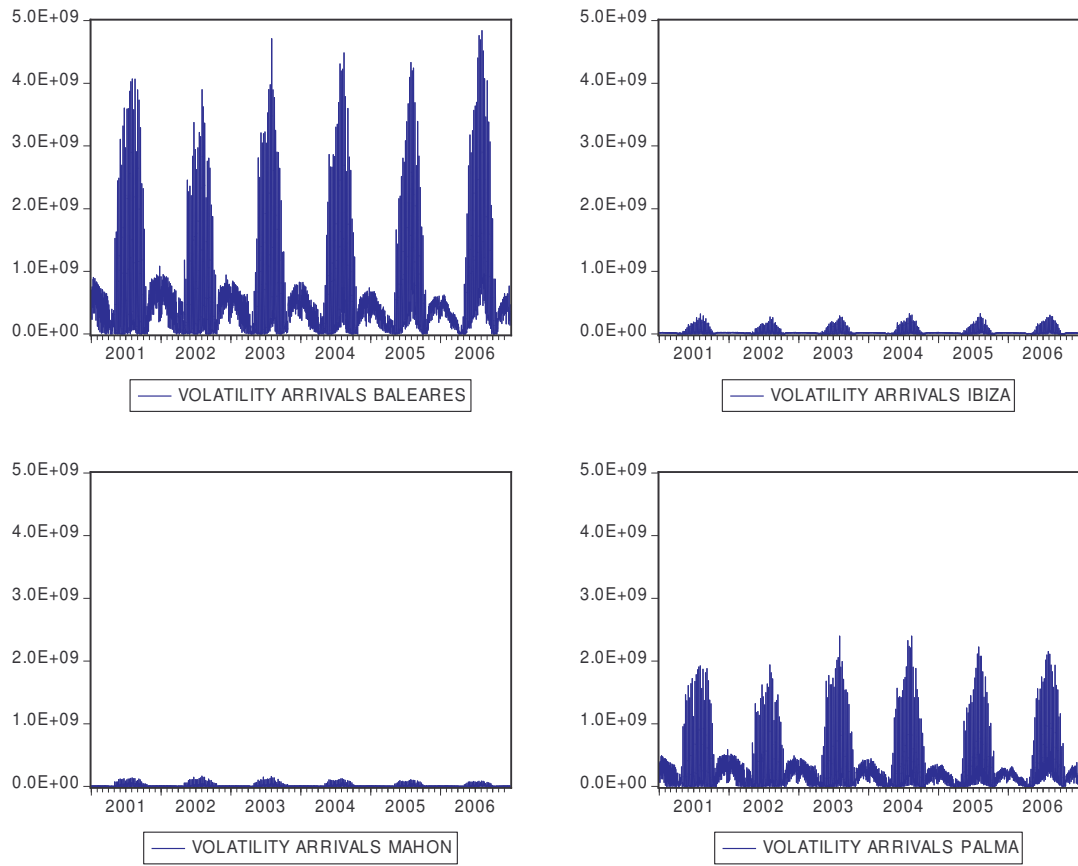 5.0E+09
4.0E+09
3.0E+09
2.0E+09
1.0E+09
0.0E+00
2001 2002 2003 2004 2005 2006
VOLATILITY ARRIVALS BALEARES
5.0E+09
4.0E+09
3.0E+09
2.0E+09
1.0E+09
0.0E+00
2001 2002 2003 2004 2005 2006
VOLATILITY ARRIVALS IBIZA
5.0E+09
4.0E+09
3.0E+09
2.0E+09
1.0E+09
0.0E+00
2001 2002 2003 2004 2005 2006
VOLATILITY ARRIVALS MAHON
5.0E+09
4.0E+09
3.0E+09
2.0E+09
1.0E+09
0.0E+00
2001 2002 2003 2004 2005 2006
VOLATILITY ARRIVALS PALMA